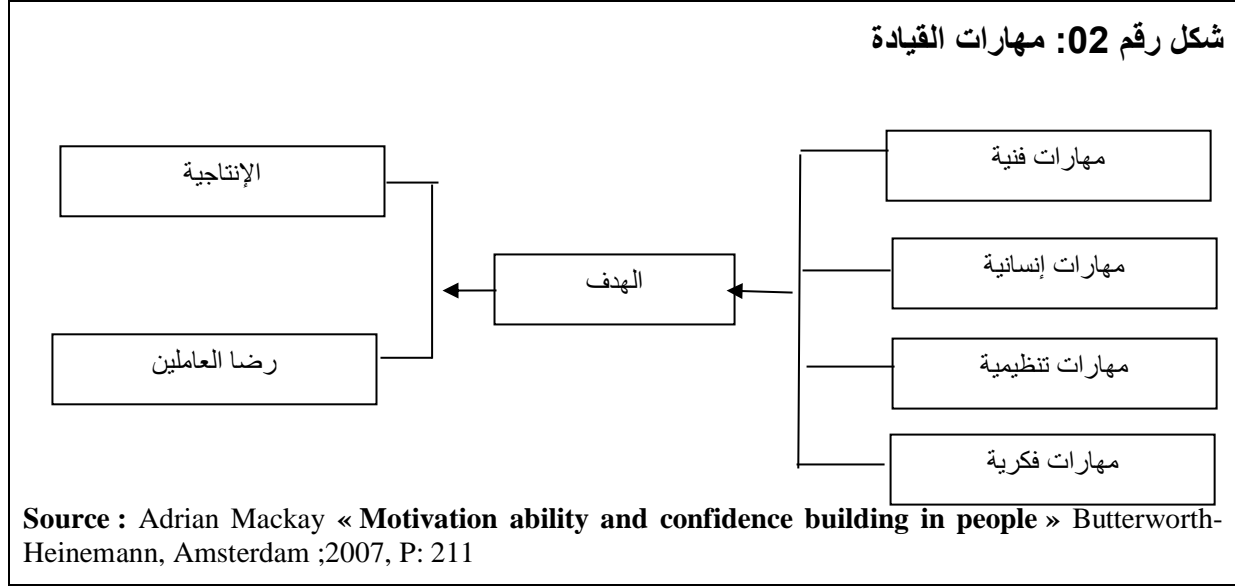 شكل رقم 02: مهارات القيادة
مهارات فنية
مهارات إنسانية
مهارات تنظيمية
مهارات فكرية
الهدف
الإنتاجية
رضا العاملين
Source : Adrian Mackay « Motivation ability and confidence building in people » Butterworth-
Heinemann, Amsterdam ;2007, P: 211